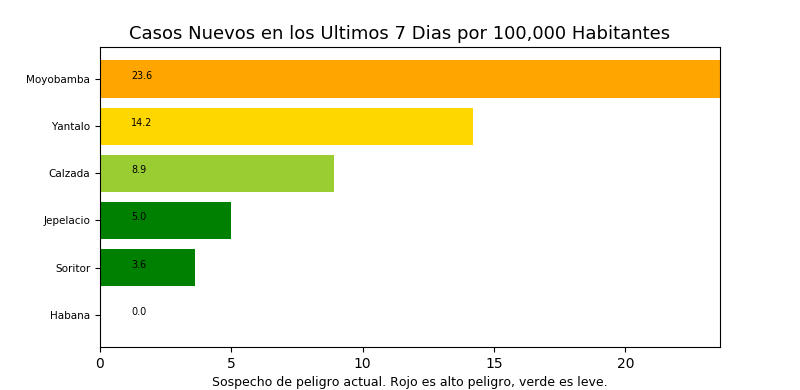 Casos Nuevos en los Ultimos 7 Dias por 100,000 Habitantes
Moyobamba 23.6
Yantalo 14.2
Calzada 8.9
Jepelacio 5.0
Soritor 3.6
Habana 0.0
0 5 10 15 20
Sospecho de peligro actual. Rojo es alto peligro, verde es leve.